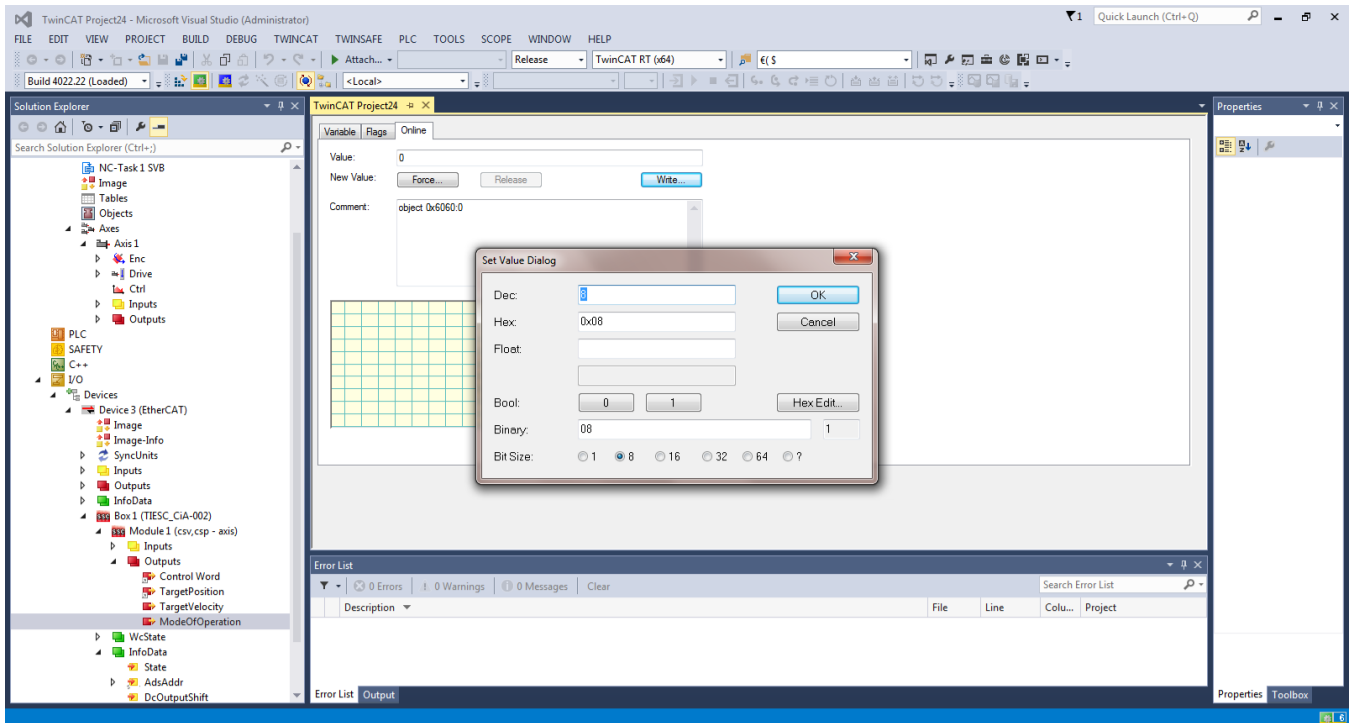 TwinCAT Project24 - Microsoft Visual Studio (Administrator)
1
Quick Launch (Ctrl+Q)
FILE EDIT VIEW PROJECT BUILD DEBUG TWINCAT TWINSAFE PLC TOOLS SCOPE WINDOW HELP
Attach... Release TwinCAT RT (x64) €( $
Build 4022.22 (Loaded) <Local>
Solution Explorer
Search Solution Explorer (Ctrl+;)
NC-Task 1 SVB
Image
Tables
Objects
Axes
Axis 1
Enc
Drive
Ctrl
Inputs
Outputs
PLC
SAFETY
C++
I/O
Devices
Device 3 (EtherCAT)
Image
Image-Info
SyncUnits
Inputs
Outputs
InfoData
Box 1 (TIESC_CiA-002)
Module 1 (csv,csp - axis)
Inputs
Outputs
Control Word
TargetPosition
TargetVelocity
ModeOfOperation
WcState
InfoData
State
AdsAddr
DcOutputShift
TwinCAT Project24
Variable Flags Online
Value: 0
New Value: Force... Release Write...
Comment: object 0x6060:0
Set Value Dialog
Dec: 8 OK
Hex: 0x08 Cancel
Float:
Bool: 0 1 Hex Edit...
Binary: 08 1
Bit Size: 1 8 16 32 64 ?
Error List
0 Errors 0 Warnings 0 Messages Clear
Search Error List
Description File Line Colu... Project
Error List Output
Properties
Properties Toolbox
6